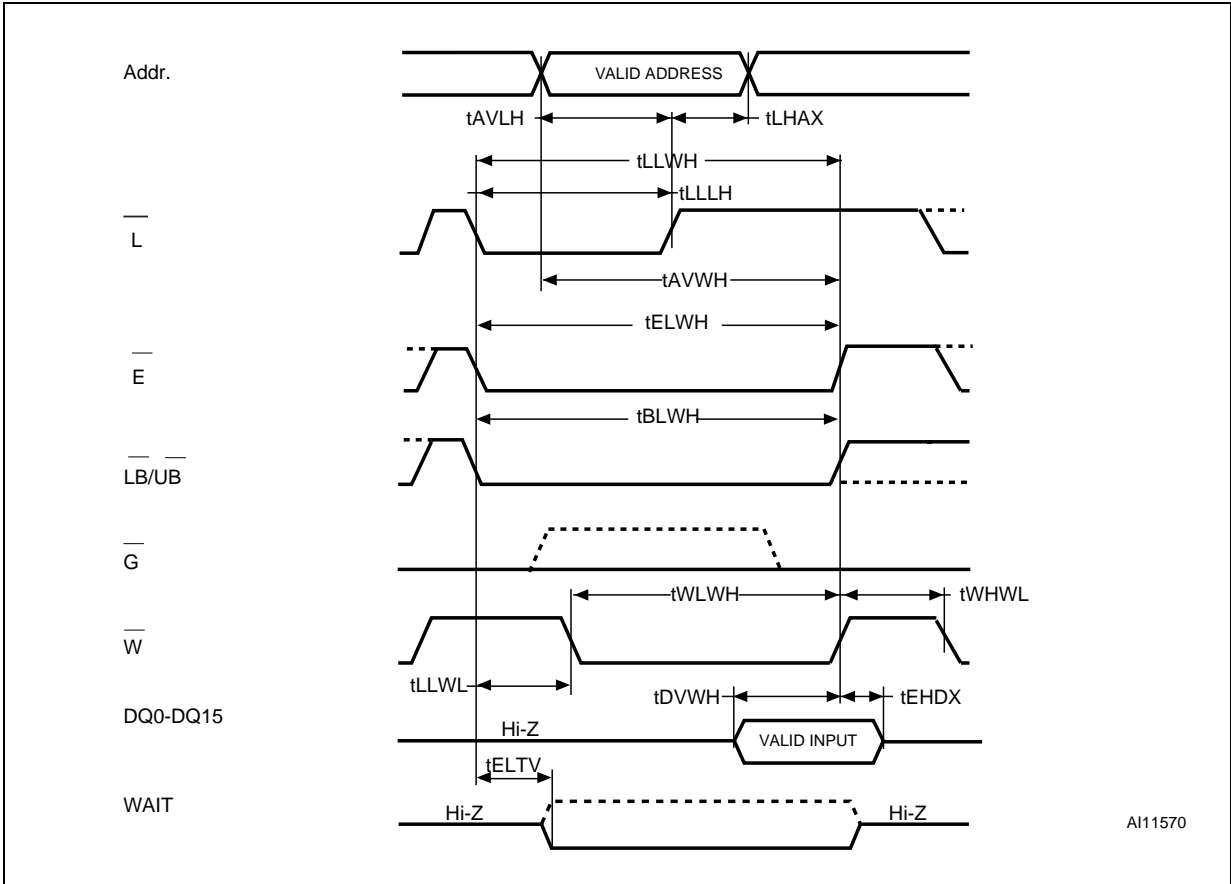 Addr.
VALID ADDRESS
tAVLH
tLHAX
tLLWH
tLLLH
L
tAVWH
tELWH
E
tBLWH
LB/UB
G
tWLWH
tWHWL
W
tLLWL
tDVWH
tEHDX
DQ0-DQ15
Hi-Z
VALID INPUT
tELTV
WAIT
Hi-Z
Hi-Z
AI11570